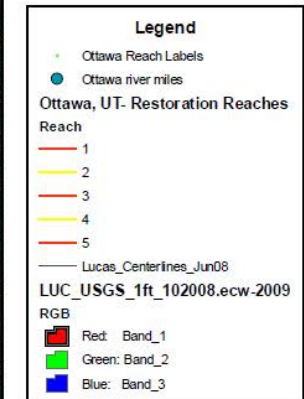 Legend
Ottawa Reach Labels
Ottawa river miles
Ottawa, UT- Restoration Reaches
Reach
1
2
3
4
5
Lucas_Centerlines_Jun08
LUC_USGS_1ft_102008.ecw-2009
RGB
Red: Band_1
Green: Band_2
Blue: Band_3